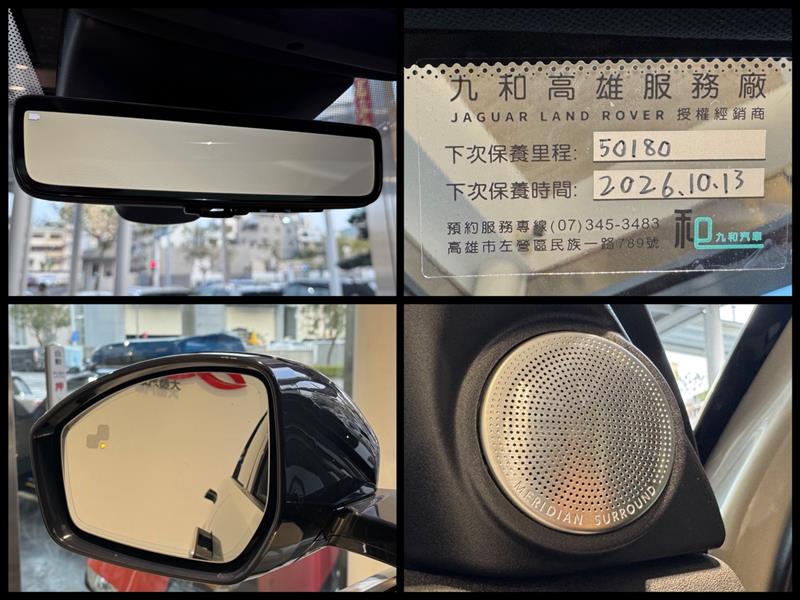 九和高雄服務廠
JAGUAR LAND ROVER 授權經銷商
下次保養里程: 50180
下次保養時間: 2026.10.13
預約服務專線(07)345-3483
高雄市左營區民族一路789號
和 九和汽車
MERIDIAN SURROUND